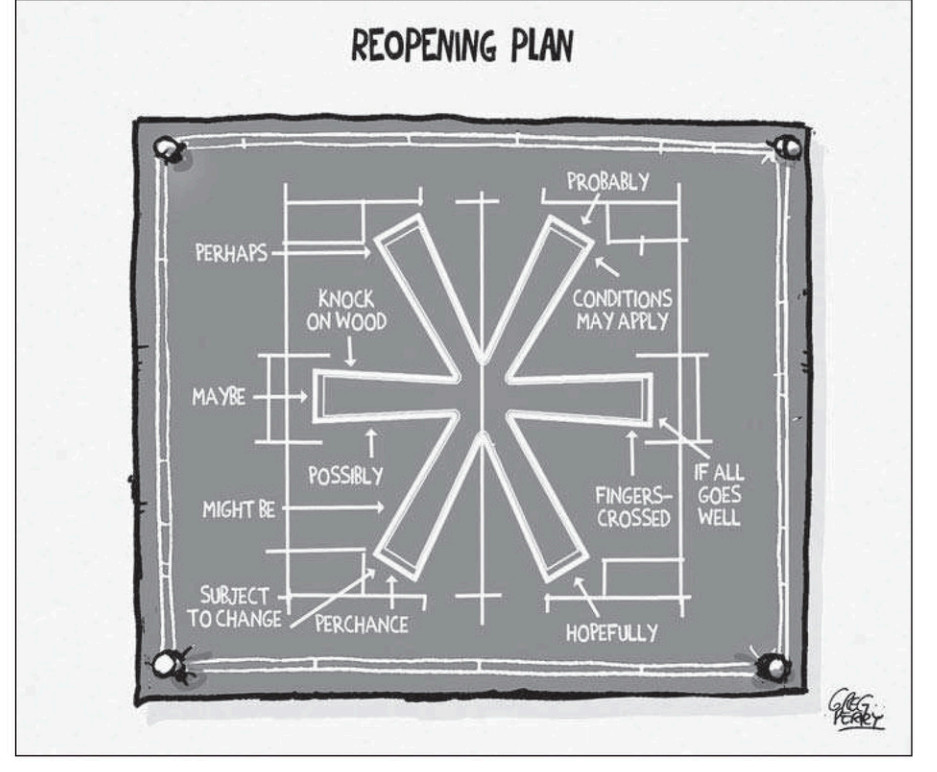 REOPENING PLAN
PROBABLY
PERHAPS
CONDITIONS
MAY APPLY
KNOCK
ON WOOD
MAYBE
POSSIBLY
IF ALL
GOES
WELL
FINGERS-
CROSSED
MIGHT BE
SUBJECT
TO CHANGE
PERCHANCE
HOPEFULLY
GREG
PERRY